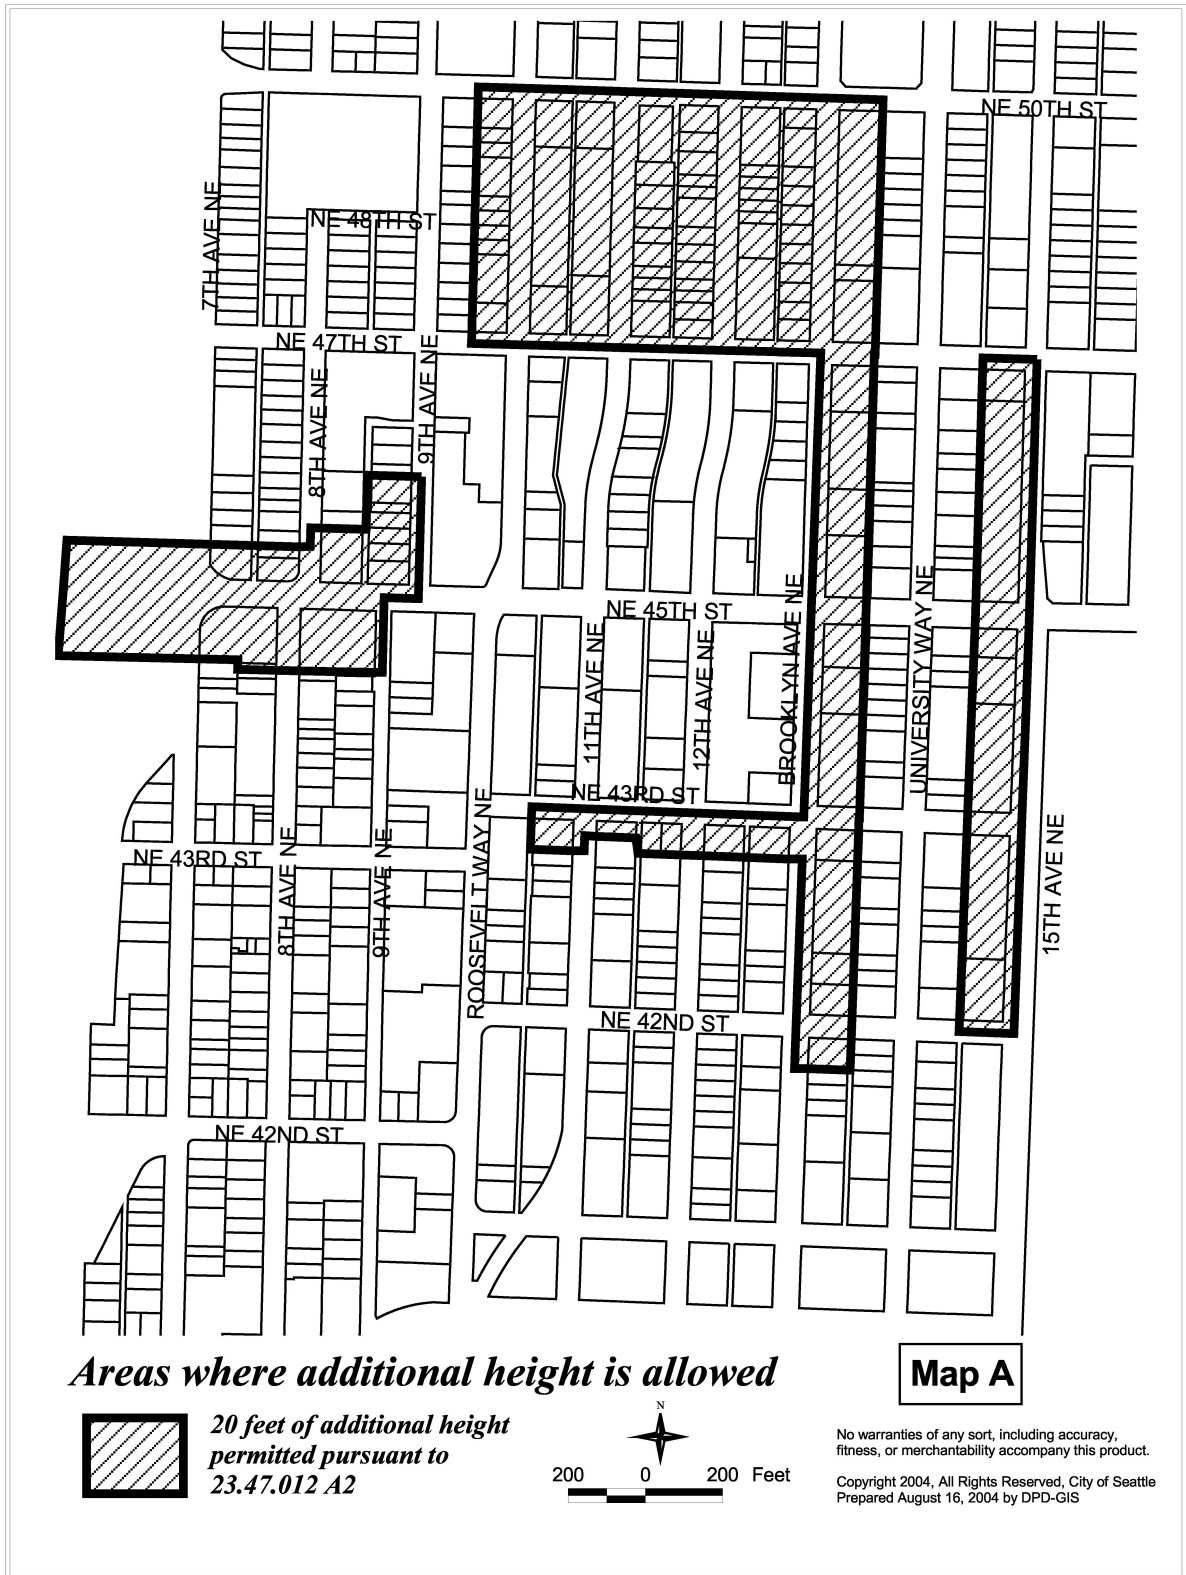 NE 50TH ST
7TH AVE NE
NE 48TH ST
NE 47TH ST
8TH AVE NE
9TH AVE NE
NE 45TH ST
11TH AVE NE
12TH AVE NE
BROOKLYN AVE NE
UNIVERSITY WAY NE
NE 43RD ST
NE 43RD ST
8TH AVE NE
9TH AVE NE
ROOSEVELT WAY NE
15TH AVE NE
NE 42ND ST
NE 42ND ST
Areas where additional height is allowed
Map A
20 feet of additional height
permitted pursuant to
23.47.012 A2
N
200 0 200 Feet
No warranties of any sort, including accuracy,
fitness, or merchantability accompany this product.
Copyright 2004, All Rights Reserved, City of Seattle
Prepared August 16, 2004 by DPD-GIS